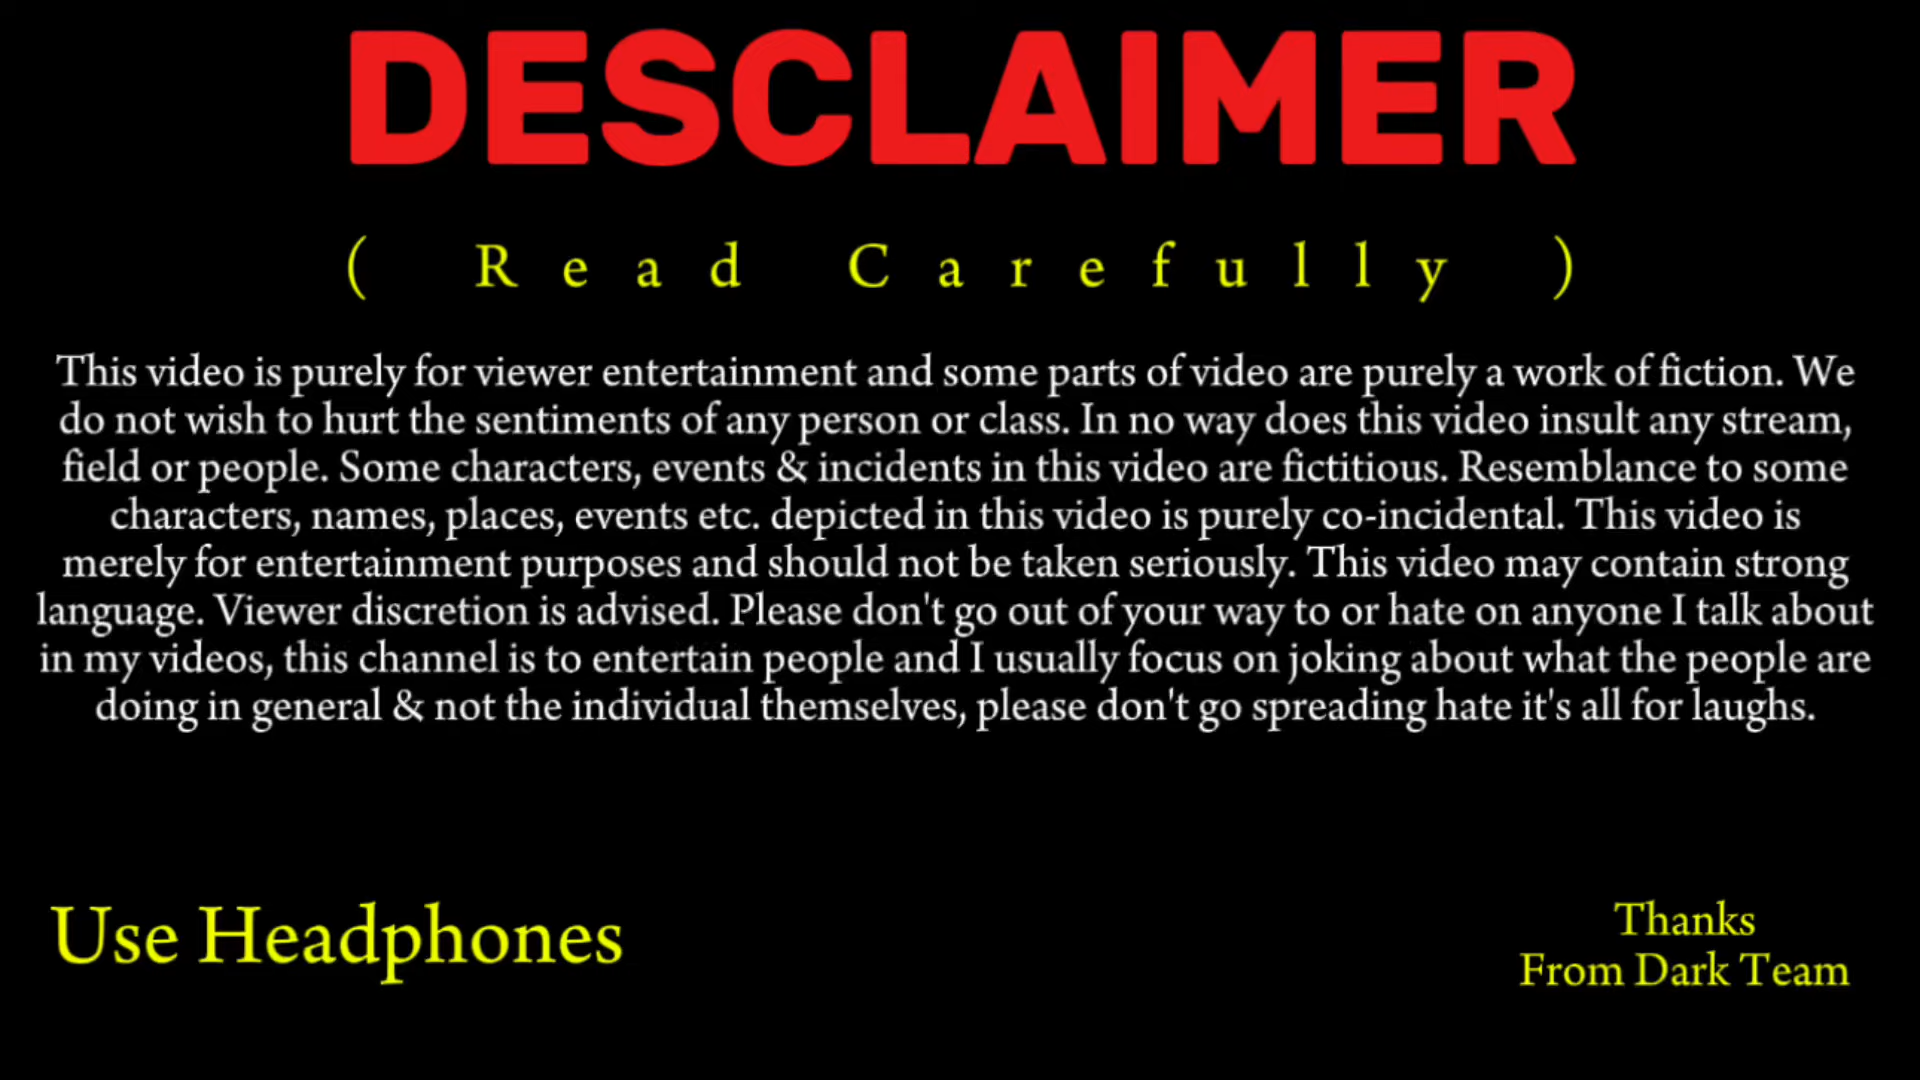 DESCLAIMER
( Read Carefully )
This video is purely for viewer entertainment and some parts of video are purely a work of fiction. We
do not wish to hurt the sentiments of any person or class. In no way does this video insult any stream,
field or people. Some characters, events & incidents in this video are fictitious. Resemblance to some
characters, names, places, events etc. depicted in this video is purely co-incidental. This video is
merely for entertainment purposes and should not be taken seriously. This video may contain strong
language. Viewer discretion is advised. Please don't go out of your way to or hate on anyone I talk about
in my videos, this channel is to entertain people and I usually focus on joking about what the people are
doing in general & not the individual themselves, please don't go spreading hate it's all for laughs.
Use Headphones
Thanks
From Dark Team